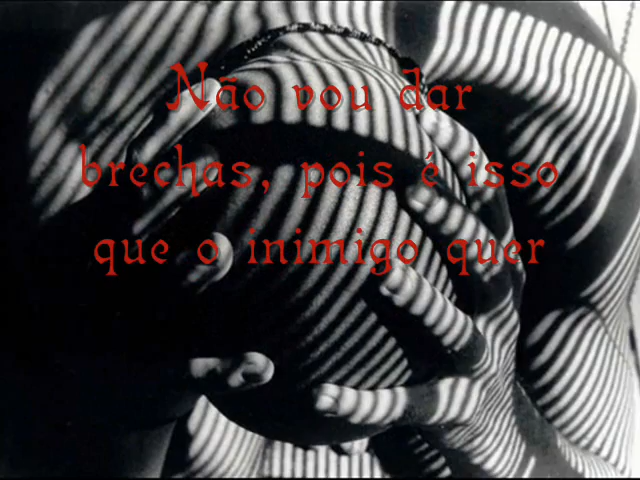 Não vou dar
brechas, pois é isso
que o inimigo quer